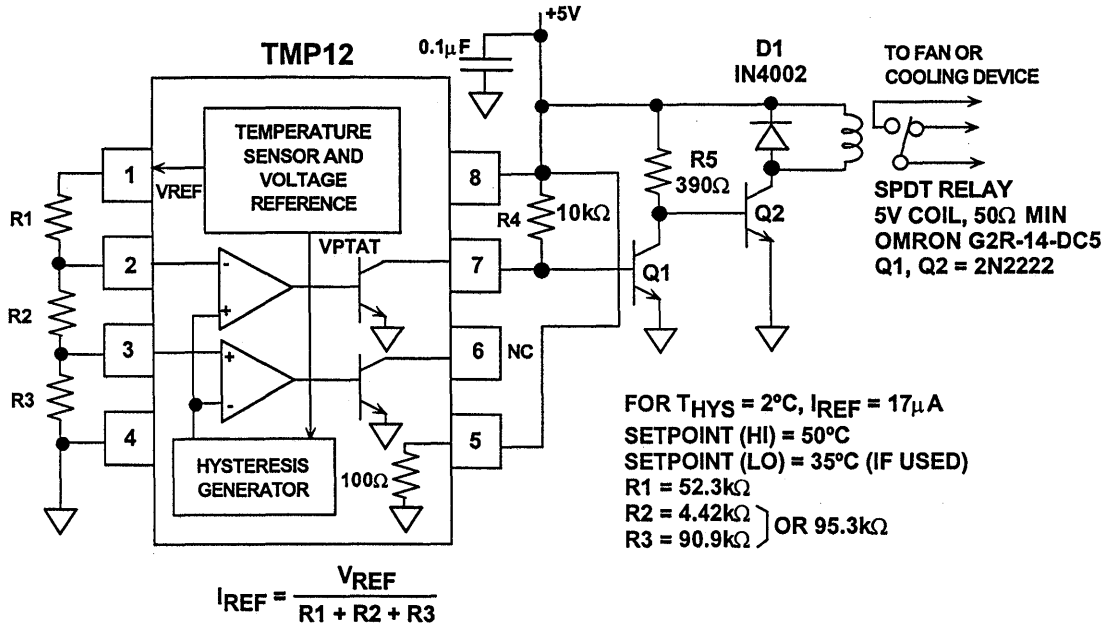 +5V
0.1μF
TMP12
D1
IN4002
TO FAN OR
COOLING DEVICE
TEMPERATURE
SENSOR AND
VOLTAGE
REFERENCE
1
VREF
8
R5
390Ω
R1
R4
10kΩ
Q2
SPDT RELAY
5V COIL, 50Ω MIN
OMRON G2R-14-DC5
Q1, Q2 = 2N2222
VPTAT
2
-
7
Q1
+
R2
3
+
6
NC
-
R3
4
5
HYSTERESIS
GENERATOR
100Ω
FOR THYS = 2ºC, IREF = 17μA
SETPOINT (HI) = 50ºC
SETPOINT (LO) = 35ºC (IF USED)
R1 = 52.3kΩ
R2 = 4.42kΩ
R3 = 90.9kΩ
} OR 95.3kΩ
IREF = VREF / R1 + R2 + R3